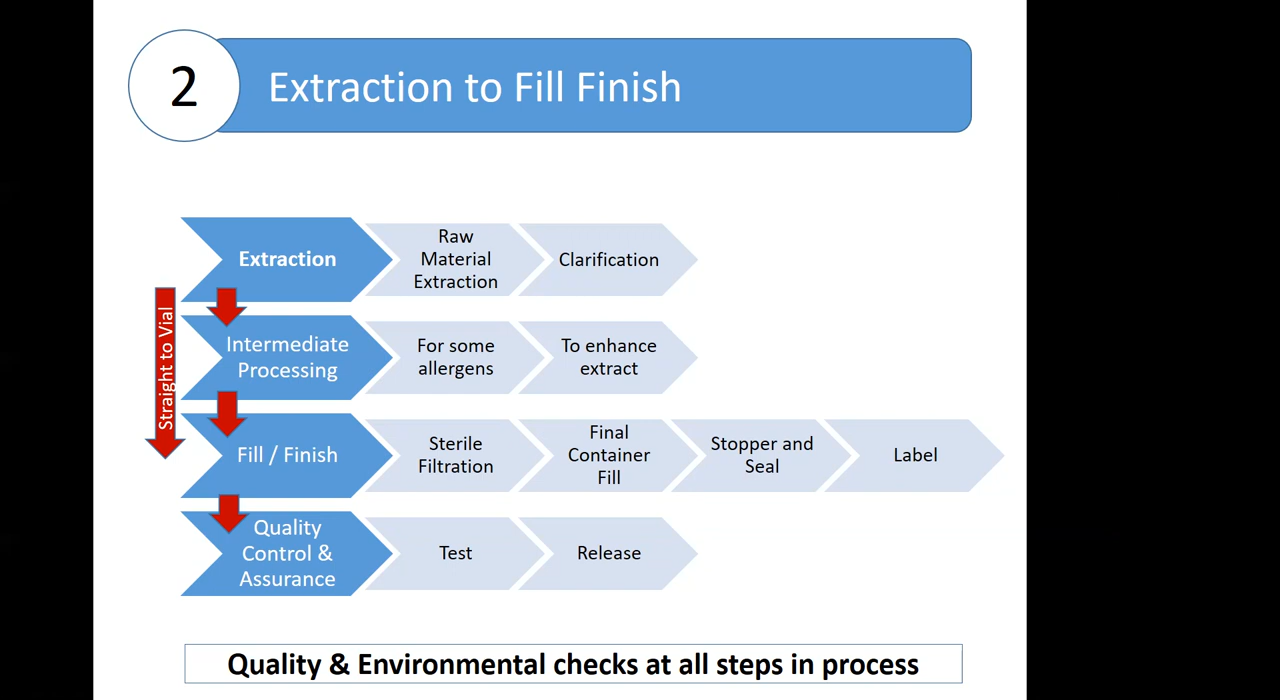 2
Extraction to Fill Finish
Extraction
Raw
Material
Extraction
Clarification
Straight to Vial
Intermediate
Processing
For some
allergens
To enhance
extract
Fill / Finish
Sterile
Filtration
Final
Container
Fill
Stopper and
Seal
Label
Quality
Control &
Assurance
Test
Release
Quality & Environmental checks at all steps in process